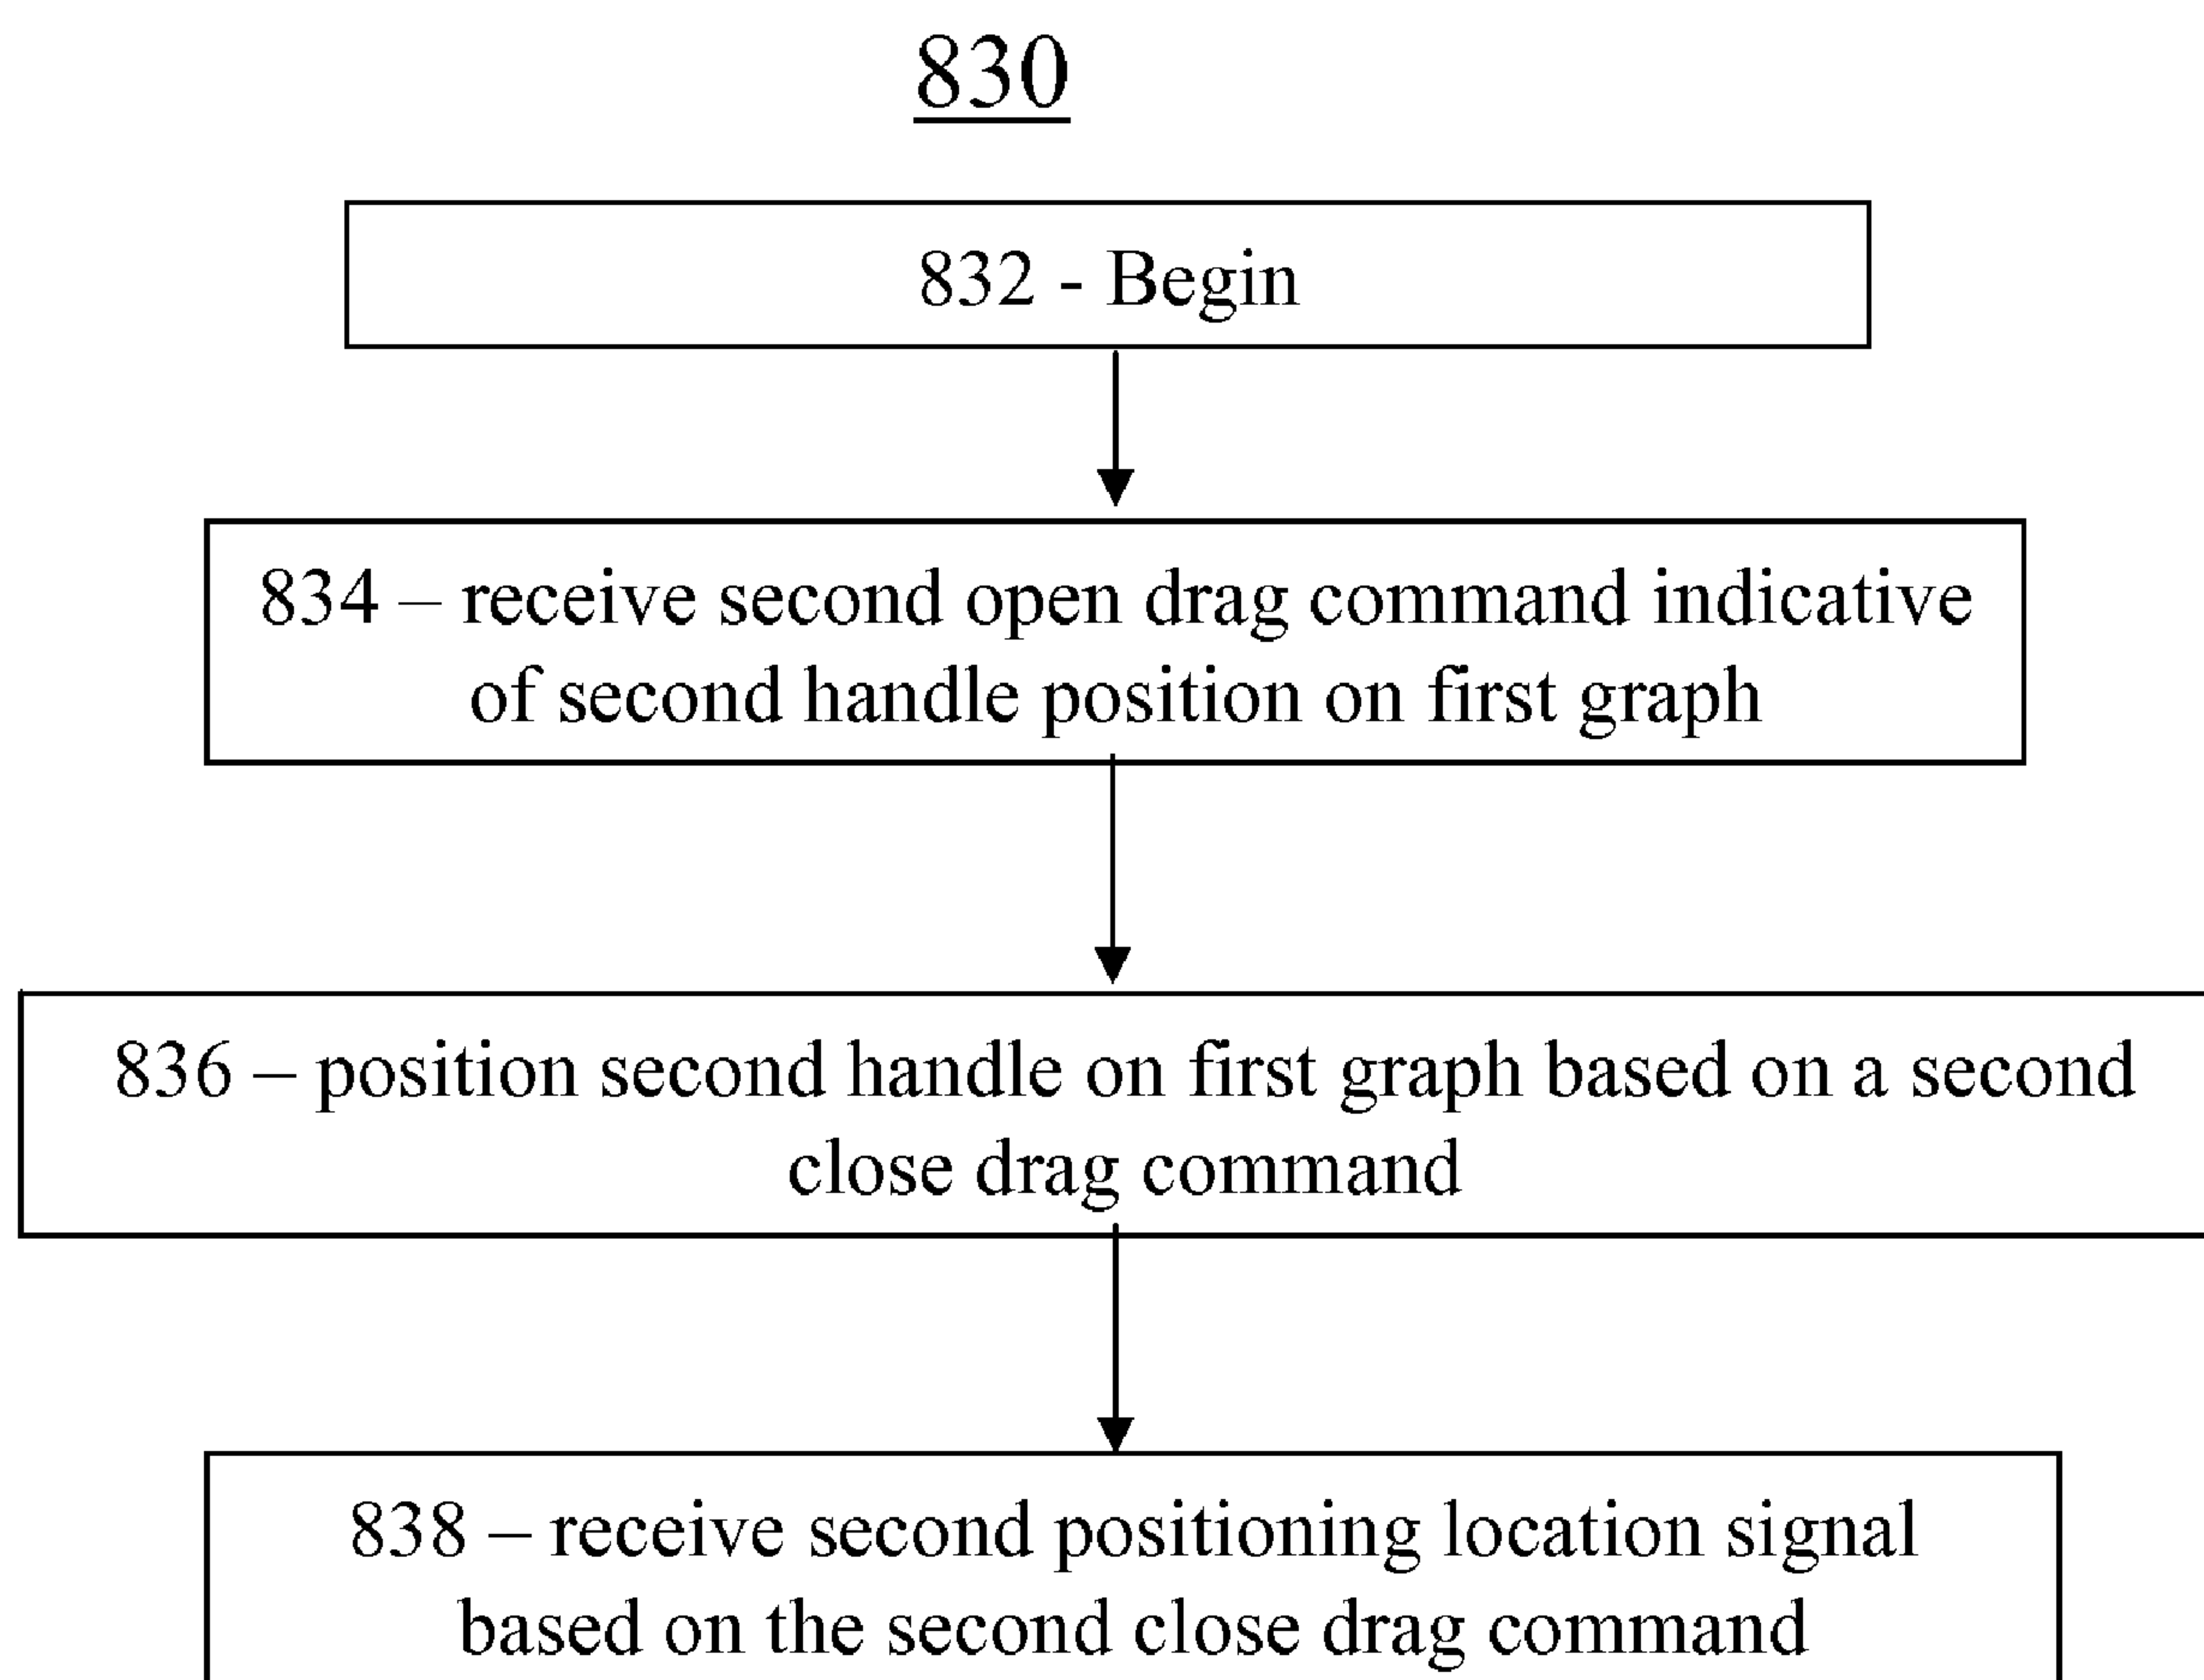 830
832 - Begin
834 – receive second open drag command indicative
of second handle position on first graph
836 – position second handle on first graph based on a second
close drag command
838 – receive second positioning location signal
based on the second close drag command